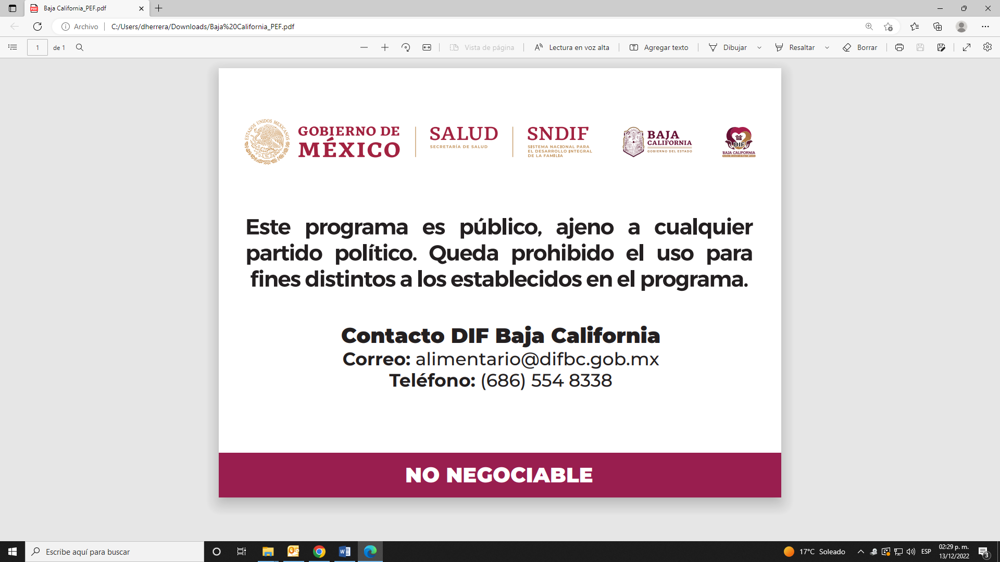 Baja California_PEF.pdf
Archivo
C:/Users/dherrera/Downloads/Baja%20California_PEF.pdf
1
de 1
Vista de página
Lectura en voz alta
Agregar texto
Dibujar
Resaltar
Borrar
ESTADOS UNIDOS MEXICANOS
GOBIERNO DE
MÉXICO
SALUD
SECRETARÍA DE SALUD
SNDIF
SISTEMA NACIONAL PARA
EL DESARROLLO INTEGRAL
DE LA FAMILIA
BAJA
CALIFORNIA
GOBIERNO DEL ESTADO
DIF
BAJA CALIFORNIA
Este programa es público, ajeno a cualquier
partido político. Queda prohibido el uso para
fines distintos a los establecidos en el programa.
Contacto DIF Baja California
Correo: alimentario@difbc.gob.mx
Teléfono: (686) 554 8338
NO NEGOCIABLE
Escribe aquí para buscar
17°C Soleado
ESP
02:29 p. m.
13/12/2022
3